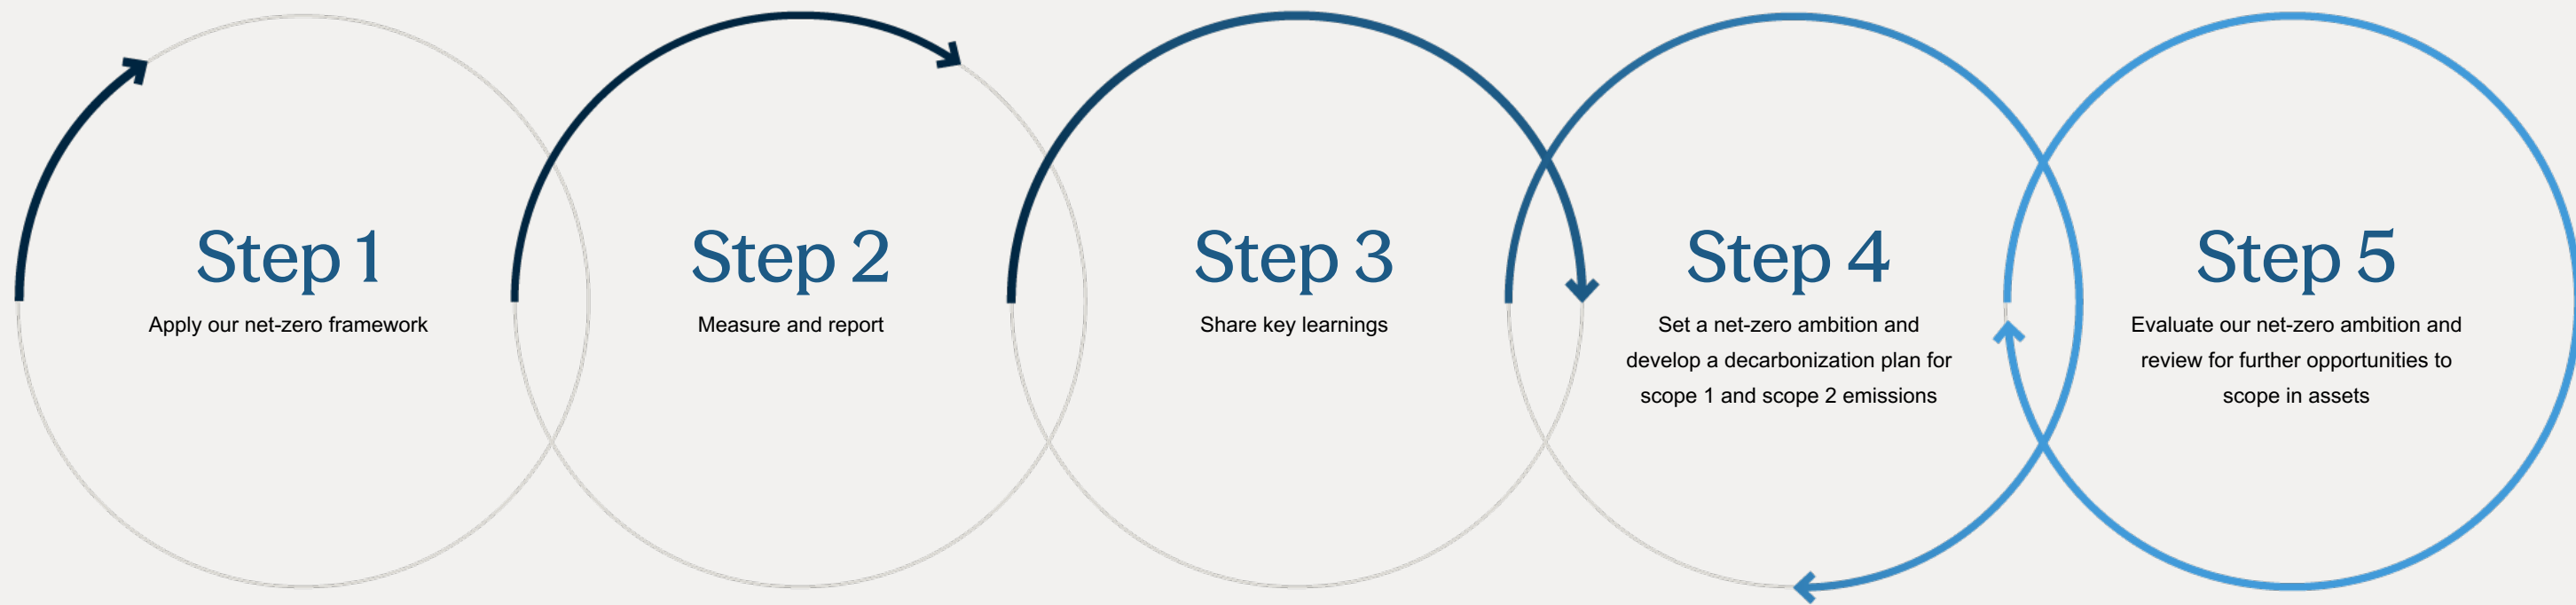 Step 1
Apply our net-zero framework
Step 2
Measure and report
Step 3
Share key learnings
Step 4
Set a net-zero ambition and
develop a decarbonization plan for
scope 1 and scope 2 emissions
Step 5
Evaluate our net-zero ambition and
review for further opportunities to
scope in assets